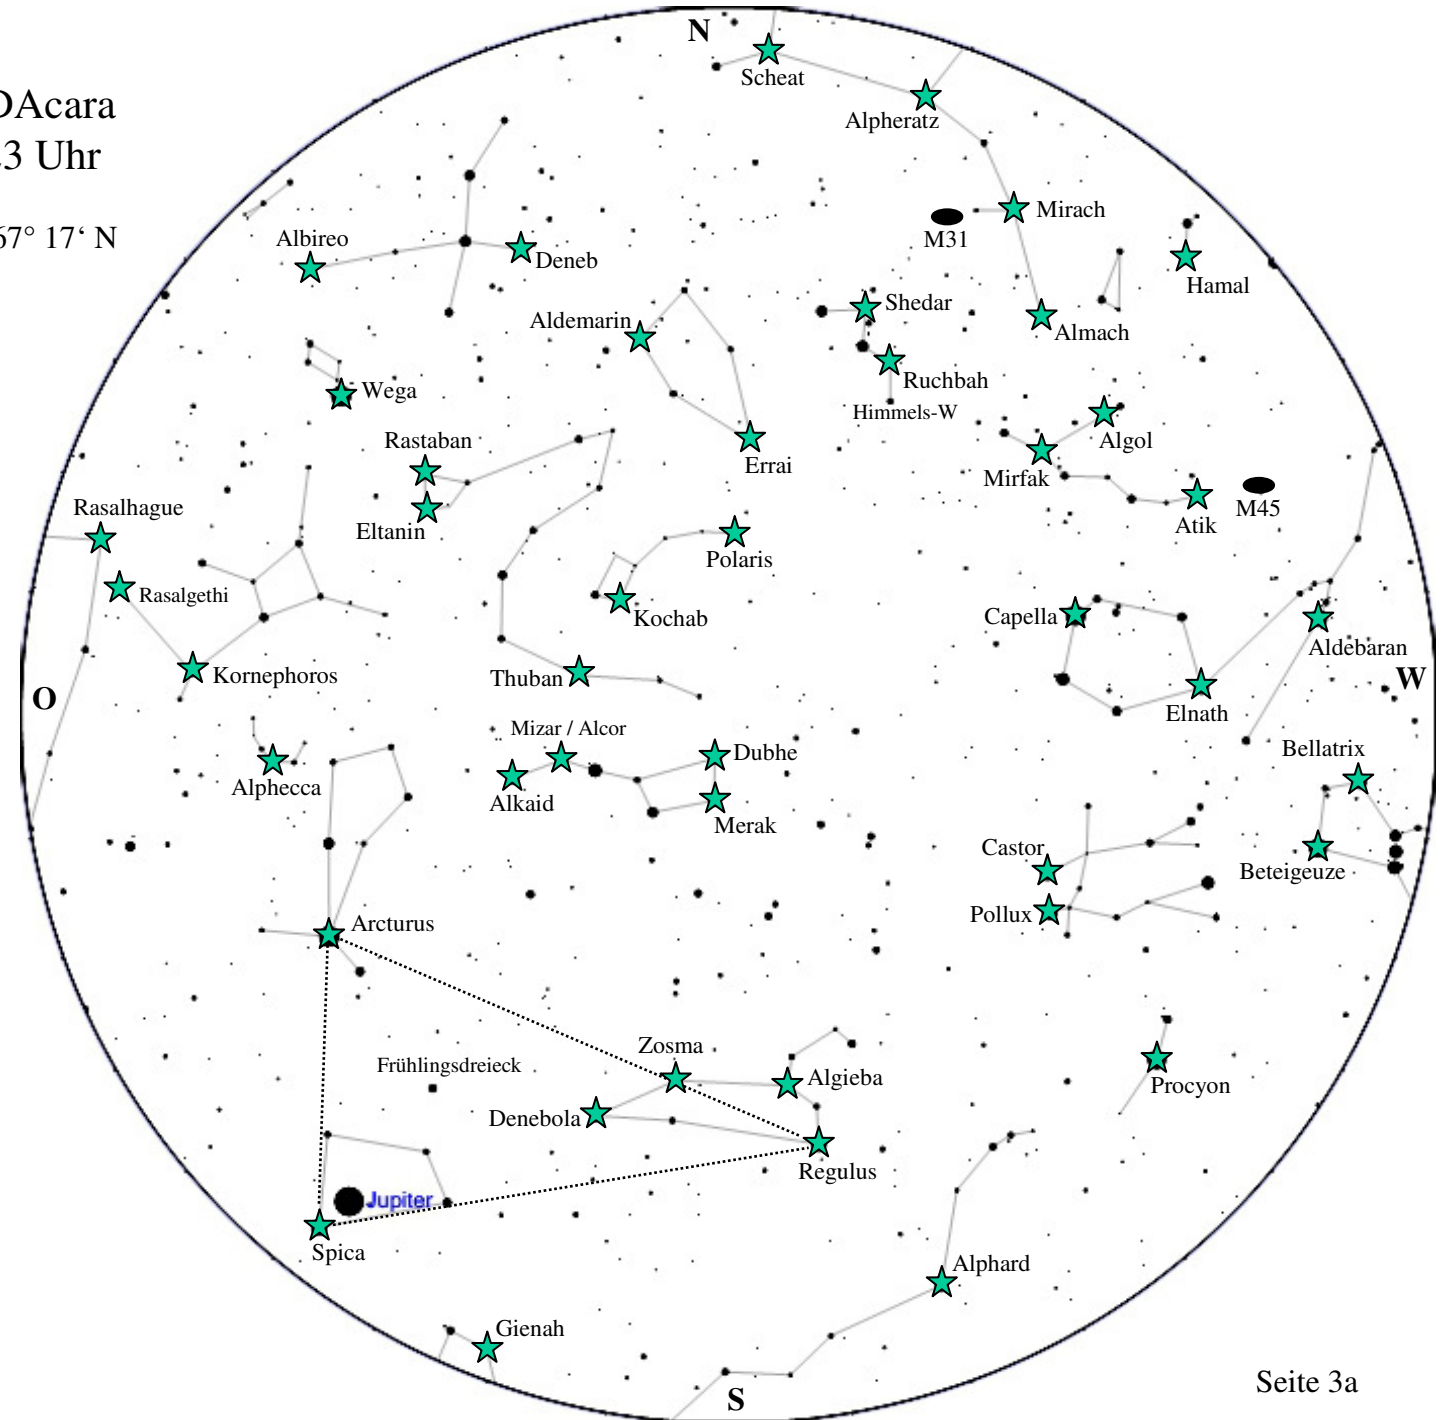 N
Scheat
DAcara
Alpheratz
23 Uhr
Mirach
67° 17‘ N
Albireo
M31
Deneb
Hamal
Shedar
Aldemarin
Almach
Ruchbah
Wega
Himmels-W
Rastaban
Algol
Errai
Mirfak
Rasalhague
M45
Atik
Eltanin
Polaris
Rasalgethi
Capella
Kochab
Aldebaran
Kornephoros
Thuban
W
O
Elnath
Mizar / Alcor
Bellatrix
Dubhe
Alphecca
Alkaid
Merak
Castor
Beteigeuze
Pollux
Arcturus
Zosma
Frühlingsdreieck
Algieba
Procyon
Denebola
Regulus
Jupiter
Spica
Alphard
Gienah
Seite 3a
S